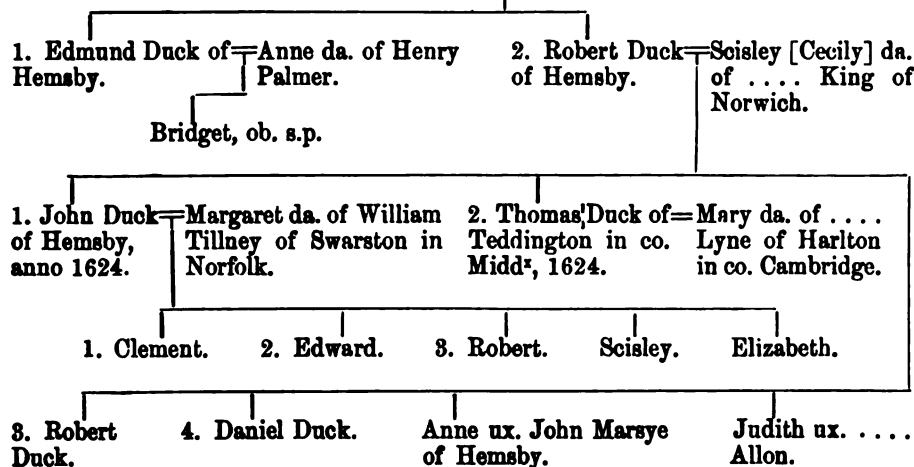 1. Edmund Duck of Hemsby.
Anne da. of Henry Palmer.
2. Robert Duck of Hemsby.
Scisley [Cecily] da. of .... King of Norwich.
Bridget, ob. s.p.
1. John Duck of Hemsby, anno 1624.
Margaret da. of William Tillney of Swarston in Norfolk.
2. Thomas Duck of Teddington in co. Middˣ, 1624.
Mary da. of .... Lyne of Harlton in co. Cambridge.
1. Clement.
2. Edward.
3. Robert.
Scisley.
Elizabeth.
3. Robert Duck.
4. Daniel Duck.
Anne ux. John Marsye of Hemsby.
Judith ux. .... Allon.